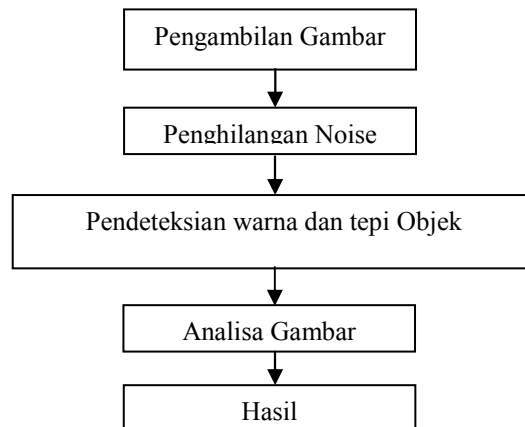 Pengambilan Gambar
Penghilangan Noise
Pendeteksian warna dan tepi Objek
Analisa Gambar
Hasil